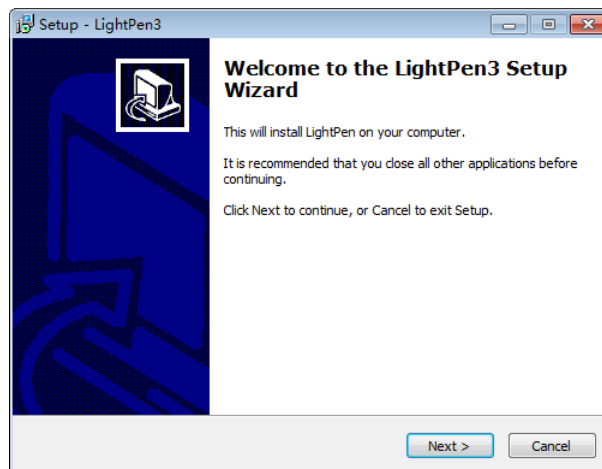 Setup - LightPen3
Welcome to the LightPen3 Setup
Wizard
This will install LightPen on your computer.
It is recommended that you close all other applications before
continuing.
Click Next to continue, or Cancel to exit Setup.
Next >
Cancel